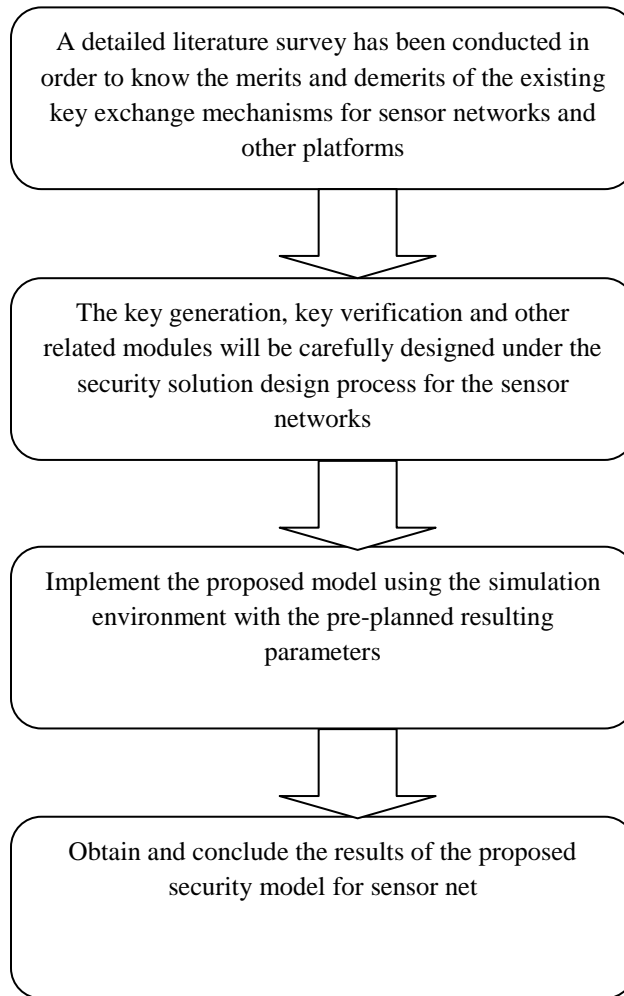 A detailed literature survey has been conducted in
order to know the merits and demerits of the existing
key exchange mechanisms for sensor networks and
other platforms
The key generation, key verification and other
related modules will be carefully designed under the
security solution design process for the sensor
networks
Implement the proposed model using the simulation
environment with the pre-planned resulting
parameters
Obtain and conclude the results of the proposed
security model for sensor net